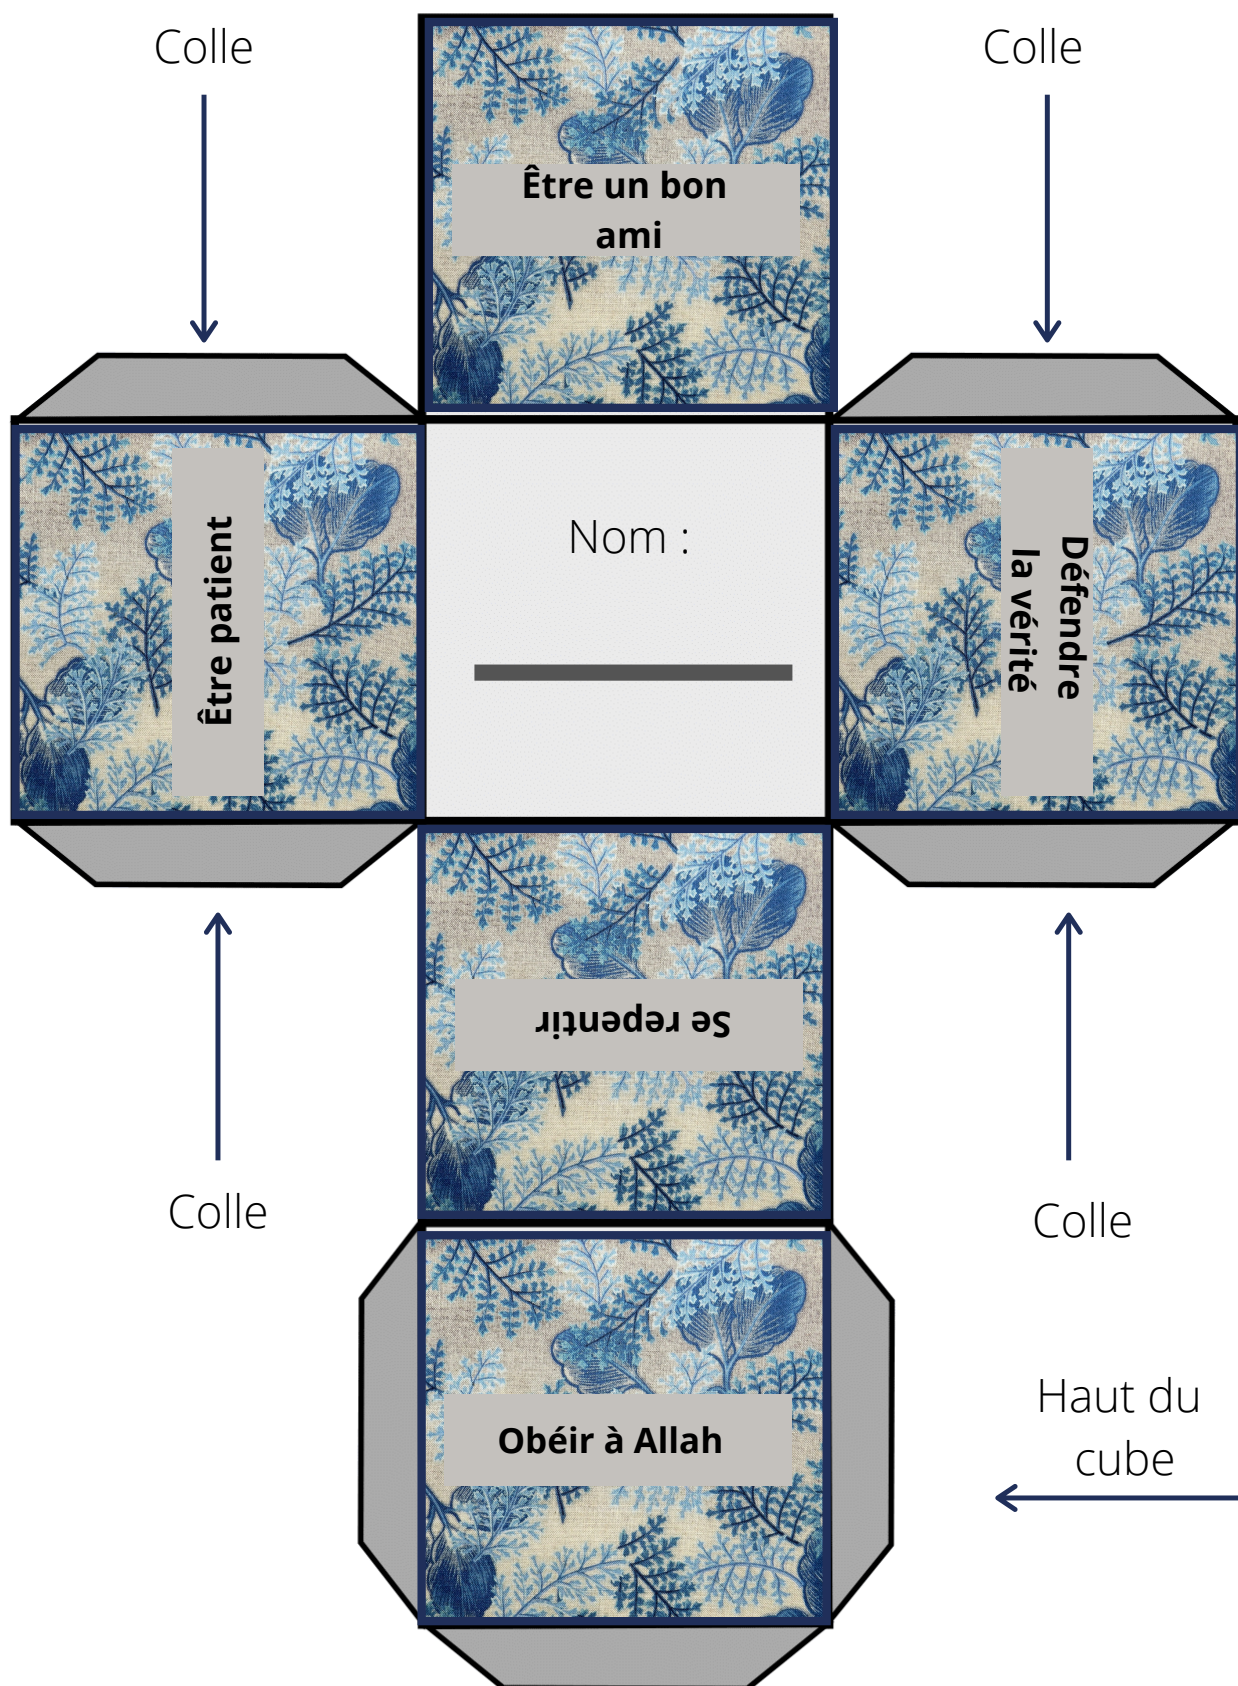 Colle
Colle
Être un bon
ami
Être patient
Nom :
Défendre
la vérité
Se repentir
Colle
Colle
Obéir à Allah
Haut du
cube